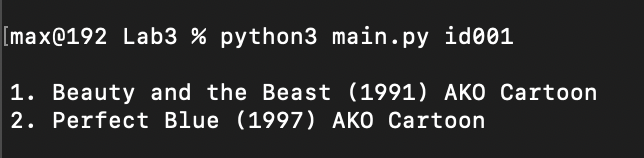 [max@192 Lab3 % python3 main.py id001
1. Beauty and the Beast (1991) AKO Cartoon
2. Perfect Blue (1997) AKO Cartoon